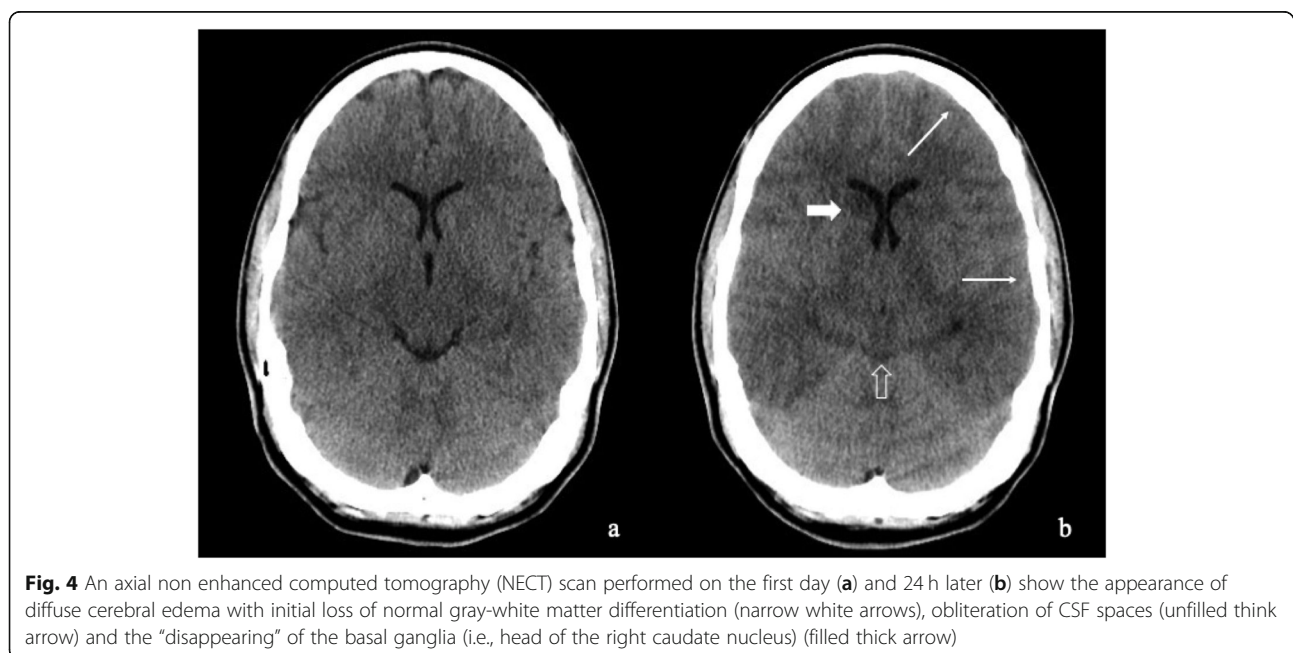 a
b
Fig. 4 An axial non enhanced computed tomography (NECT) scan performed on the first day (a) and 24 h later (b) show the appearance of
diffuse cerebral edema with initial loss of normal gray-white matter differentiation (narrow white arrows), obliteration of CSF spaces (unfilled think
arrow) and the “disappearing” of the basal ganglia (i.e., head of the right caudate nucleus) (filled thick arrow)